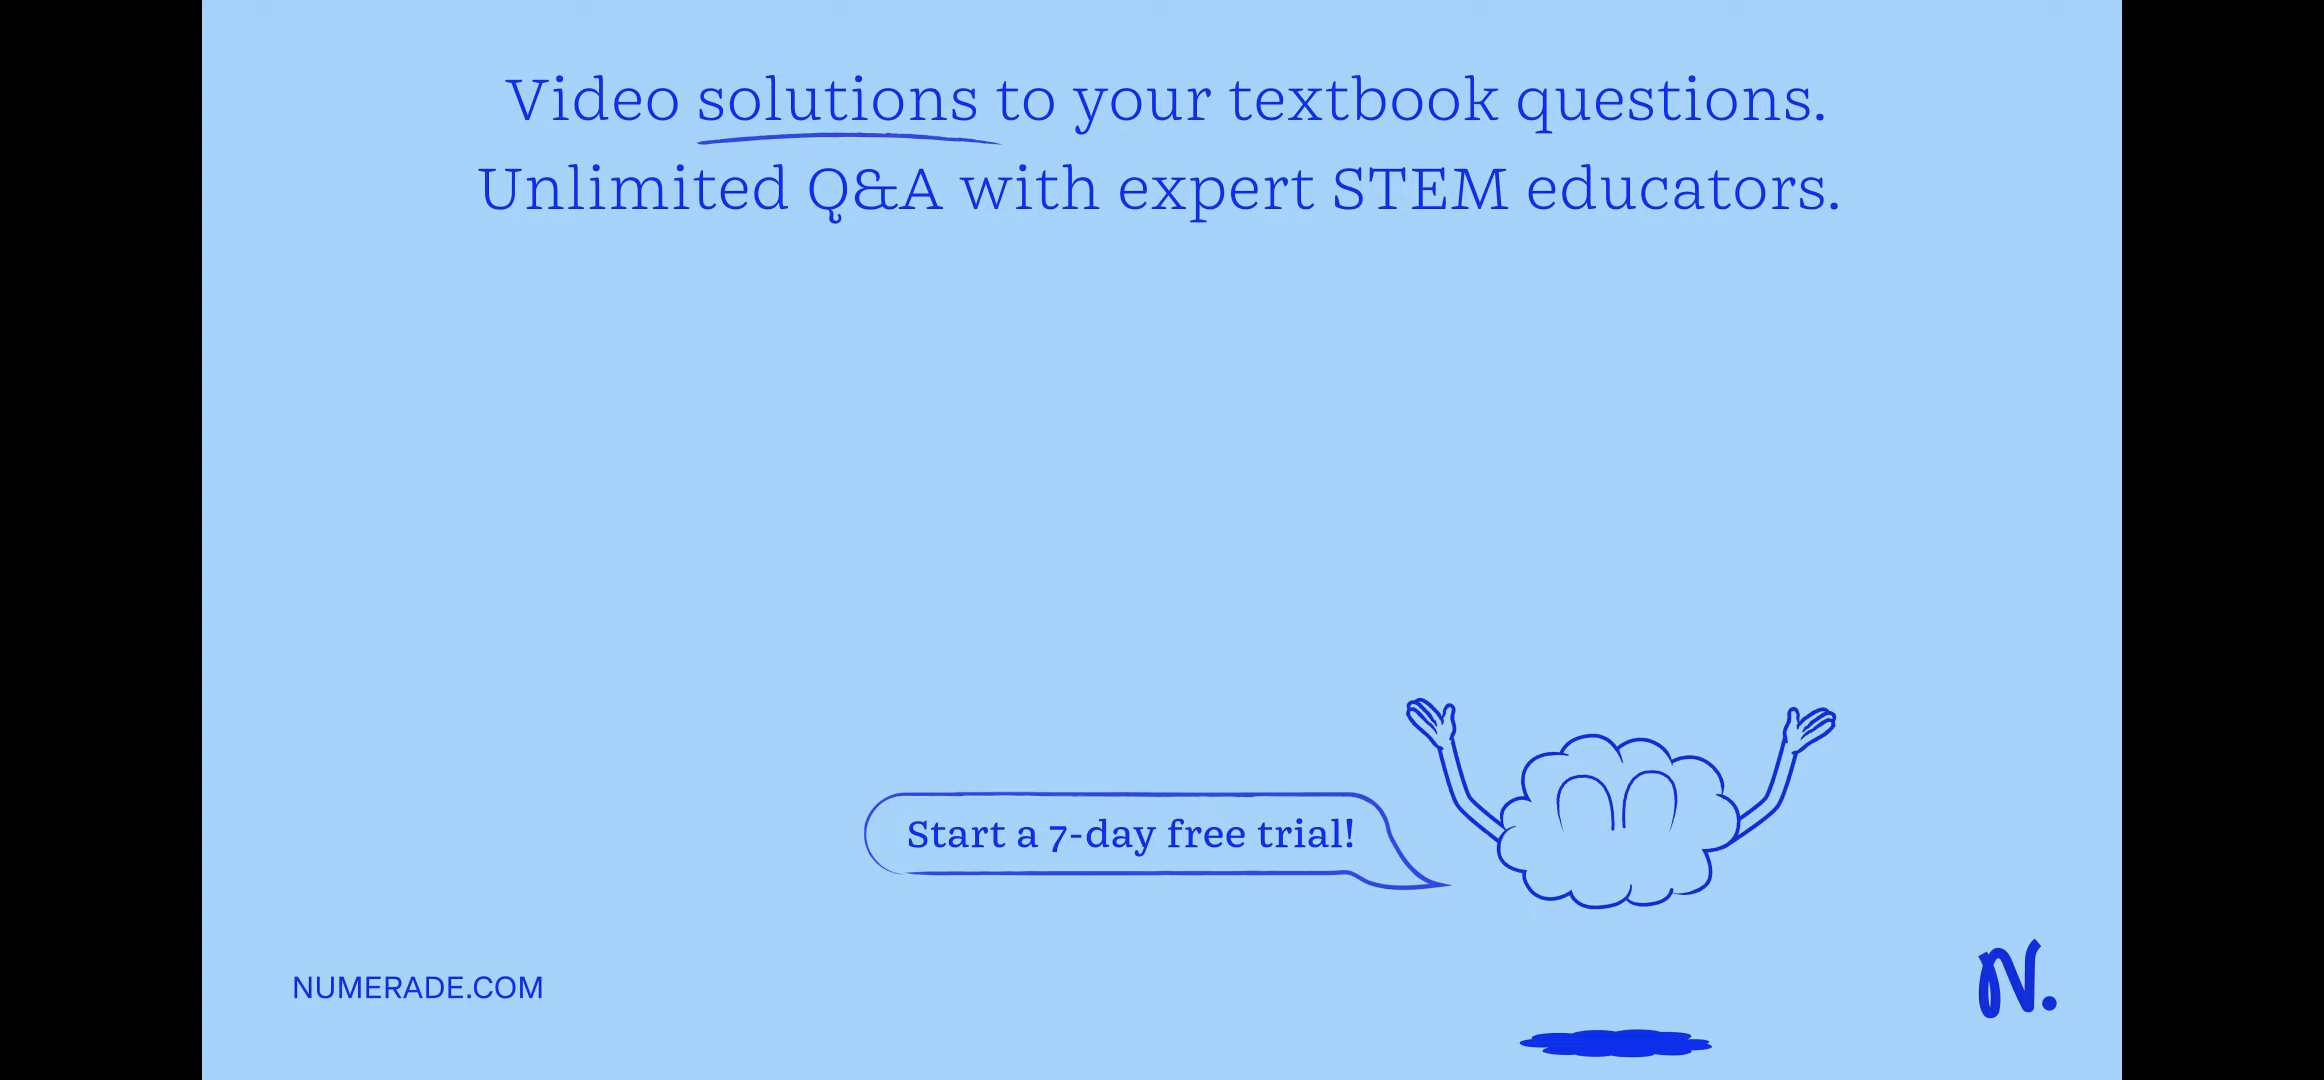 Video solutions to your textbook questions.
Unlimited Q&A with expert STEM educators.
Start a 7-day free trial!
NUMERADE.COM
N.